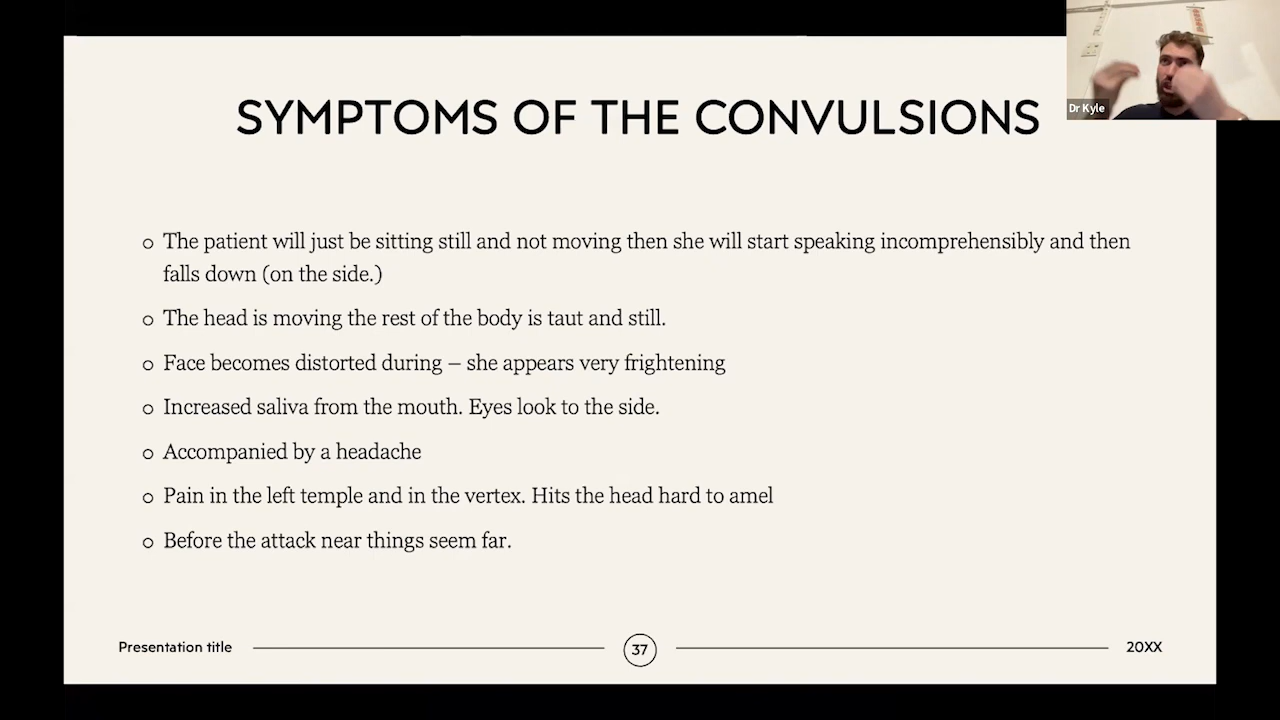 Dr Kyle
SYMPTOMS OF THE CONVULSIONS
The patient will just be sitting still and not moving then she will start speaking incomprehensibly and then
falls down (on the side.)
The head is moving the rest of the body is taut and still.
Face becomes distorted during – she appears very frightening
Increased saliva from the mouth. Eyes look to the side.
Accompanied by a headache
Pain in the left temple and in the vertex. Hits the head hard to amel
Before the attack near things seem far.
Presentation title
37
20XX